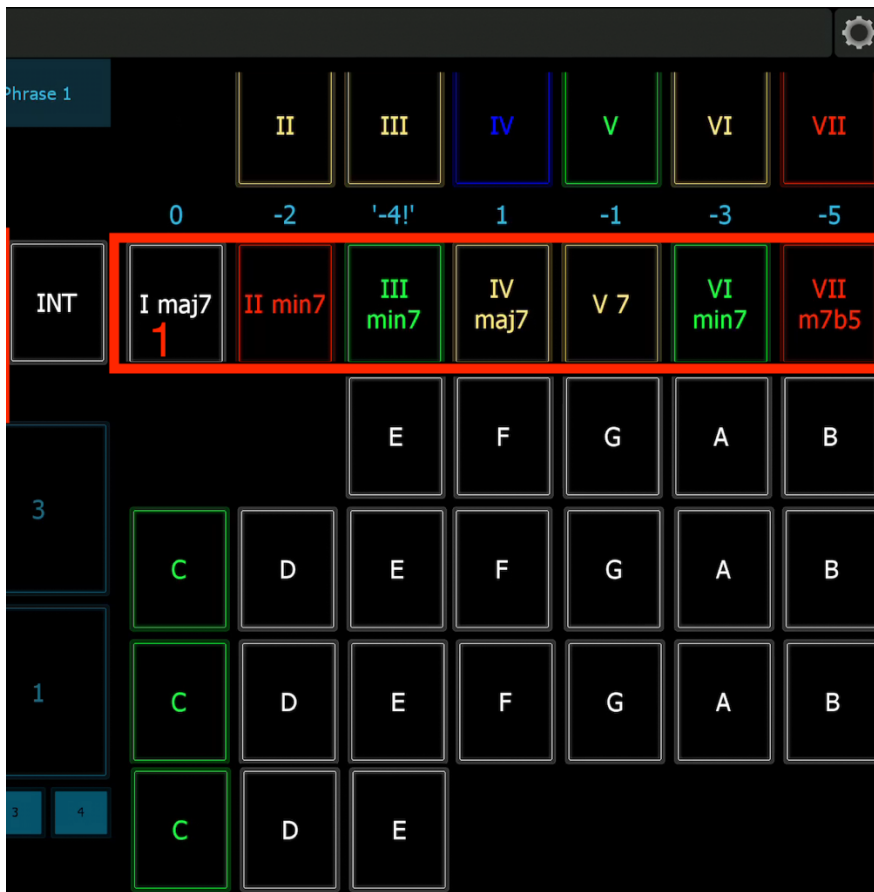 Phrase 1
II III IV V VI VII
0 -2 '-4!' 1 -1 -3 -5
INT
I maj7
1
II min7
III
min7
IV
maj7
V 7
VI
min7
VII
m7b5
E F G A B
3
C D E F G A B
1
C D E F G A B
3 4
C D E